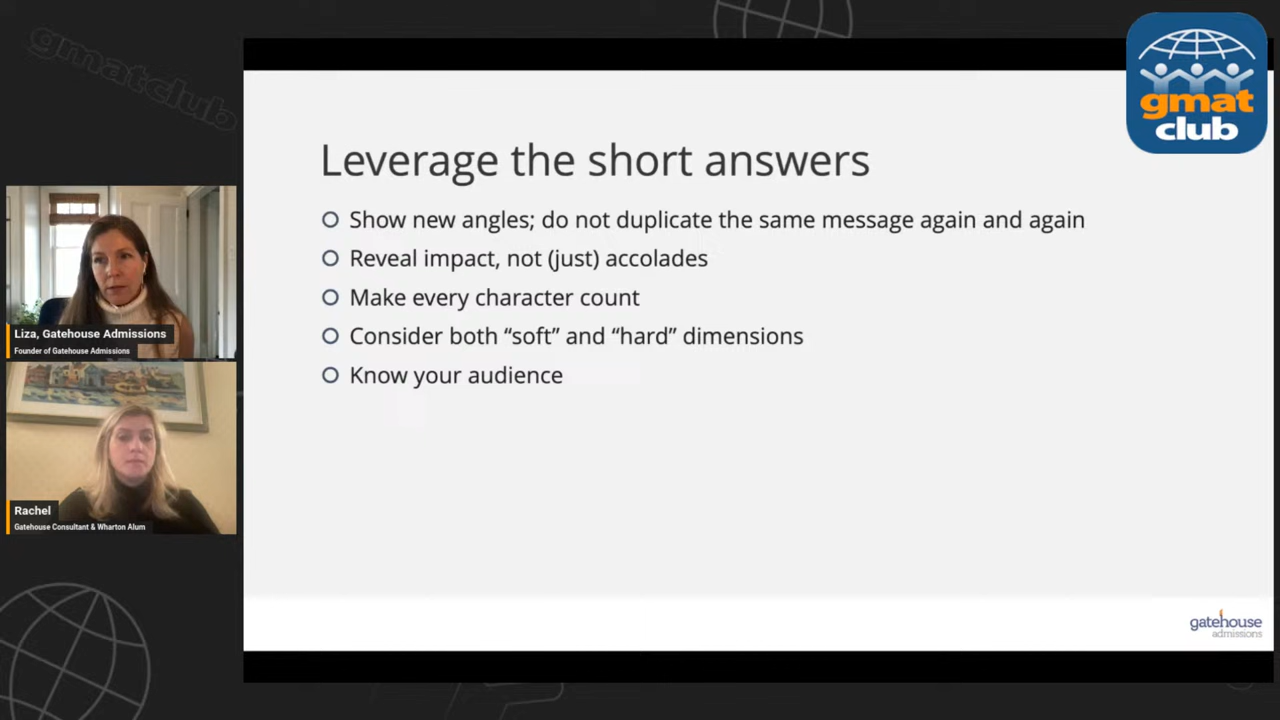 gmatclub
gmat
club
Leverage the short answers
Show new angles; do not duplicate the same message again and again
Reveal impact, not (just) accolades
Make every character count
Consider both “soft” and “hard” dimensions
Know your audience
Liza, Gatehouse Admissions
Founder of Gatehouse Admissions
Rachel
Gatehouse Consultant & Wharton Alum
gatehouse
admissions